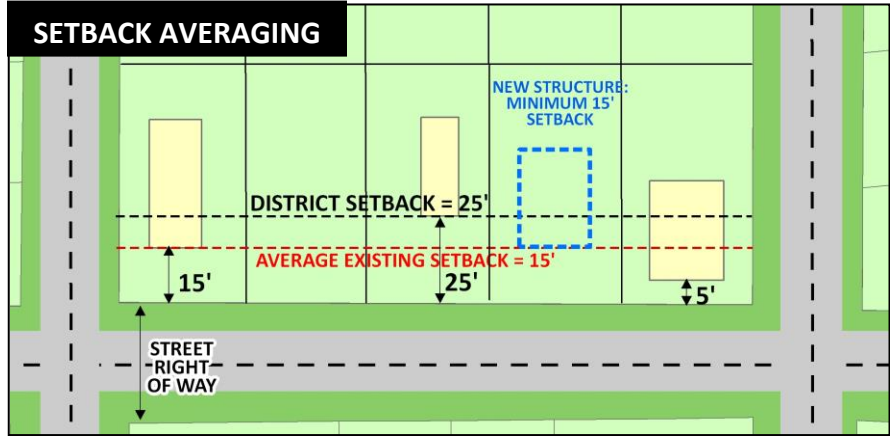 SETBACK AVERAGING
NEW STRUCTURE:
MINIMUM 15'
SETBACK
DISTRICT SETBACK = 25'
AVERAGE EXISTING SETBACK = 15'
15'
25'
5'
STREET
RIGHT
OF WAY